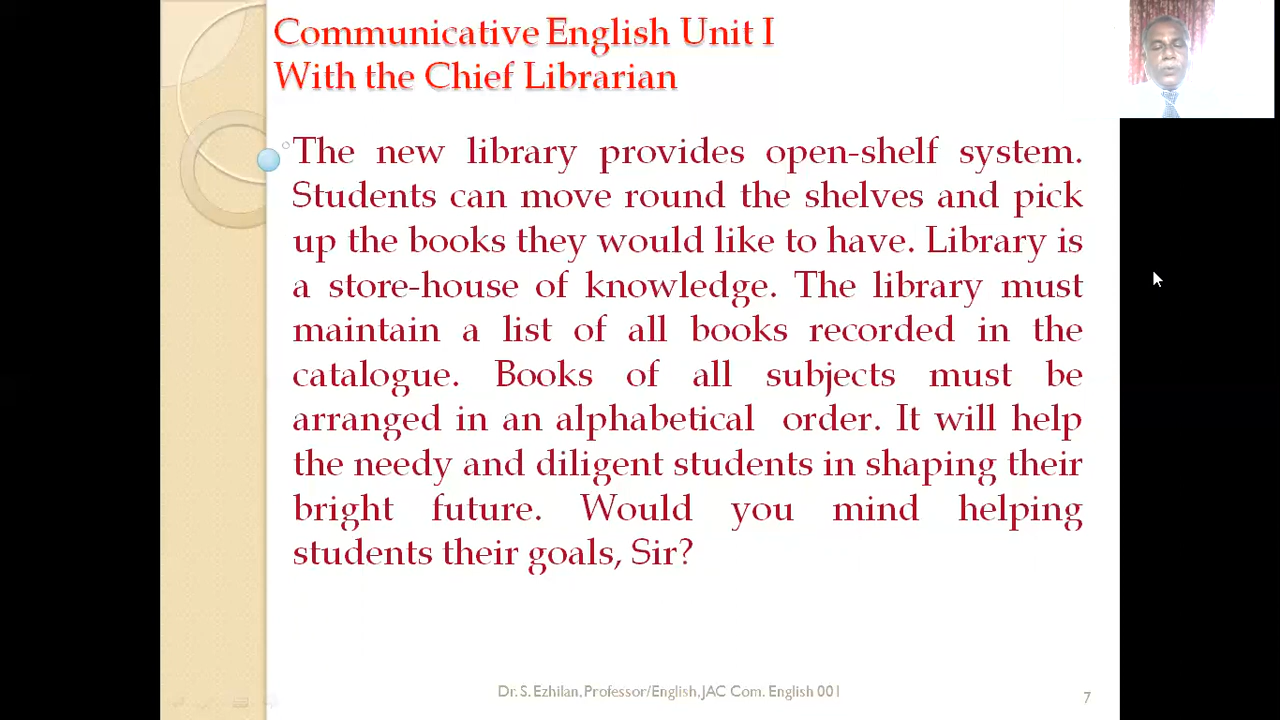 Communicative English Unit I
With the Chief Librarian
The new library provides open-shelf system.
Students can move round the shelves and pick
up the books they would like to have. Library is
a store-house of knowledge. The library must
maintain a list of all books recorded in the
catalogue. Books of all subjects must be
arranged in an alphabetical order. It will help
the needy and diligent students in shaping their
bright future. Would you mind helping
students their goals, Sir?
Dr. S. Ezhilan, Professor/English, JAC Com. English 001
7